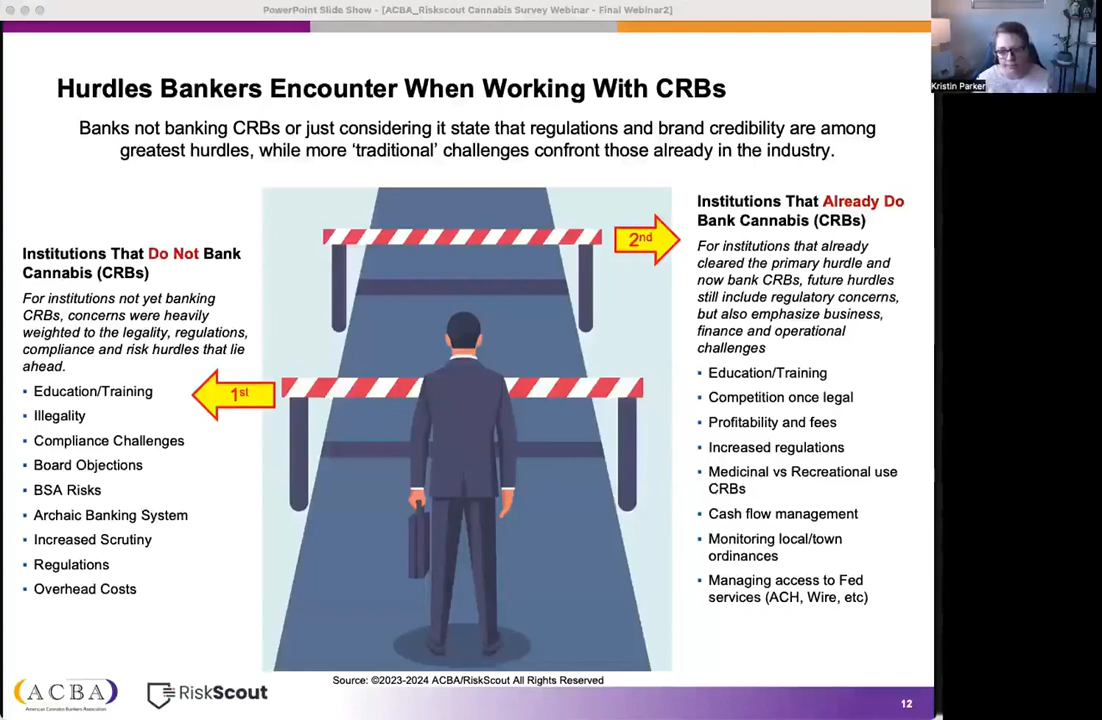 PowerPoint Slide Show - [ACBA_Riskscout Cannabis Survey Webinar - Final Webinar2]
Kristin Parker
Hurdles Bankers Encounter When Working With CRBs
Banks not banking CRBs or just considering it state that regulations and brand credibility are among
greatest hurdles, while more ‘traditional’ challenges confront those already in the industry.
Institutions That Do Not Bank
Cannabis (CRBs)
For institutions not yet banking
CRBs, concerns were heavily
weighted to the legality, regulations,
compliance and risk hurdles that lie
ahead.
▪ Education/Training
▪ Illegality
▪ Compliance Challenges
▪ Board Objections
▪ BSA Risks
▪ Archaic Banking System
▪ Increased Scrutiny
▪ Regulations
▪ Overhead Costs
1st
2nd
Institutions That Already Do
Bank Cannabis (CRBs)
For institutions that already
cleared the primary hurdle and
now bank CRBs, future hurdles
still include regulatory concerns,
but also emphasize business,
finance and operational
challenges
▪ Education/Training
▪ Competition once legal
▪ Profitability and fees
▪ Increased regulations
▪ Medicinal vs Recreational use
CRBs
▪ Cash flow management
▪ Monitoring local/town
ordinances
▪ Managing access to Fed
services (ACH, Wire, etc)
Source: ©2023-2024 ACBA/RiskScout All Rights Reserved
ACBA
American Cannabis Bankers Association
RiskScout
12